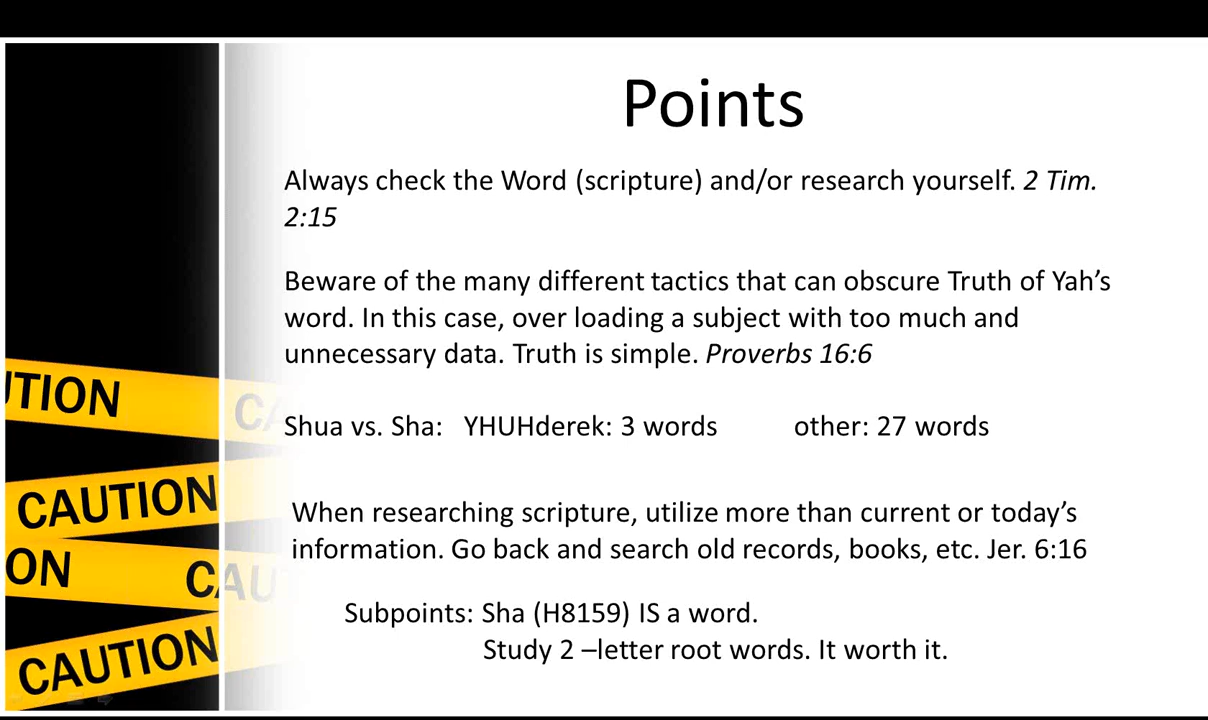 Points
Always check the Word (scripture) and/or research yourself. 2 Tim.
2:15
Beware of the many different tactics that can obscure Truth of Yah’s
word. In this case, over loading a subject with too much and
unnecessary data. Truth is simple. Proverbs 16:6
Shua vs. Sha: YHUHderek: 3 words other: 27 words
When researching scripture, utilize more than current or today’s
information. Go back and search old records, books, etc. Jer. 6:16
Subpoints: Sha (H8159) IS a word.
Study 2 –letter root words. It worth it.
UTION CA
CAUTION
ON CAUT
CAUTION